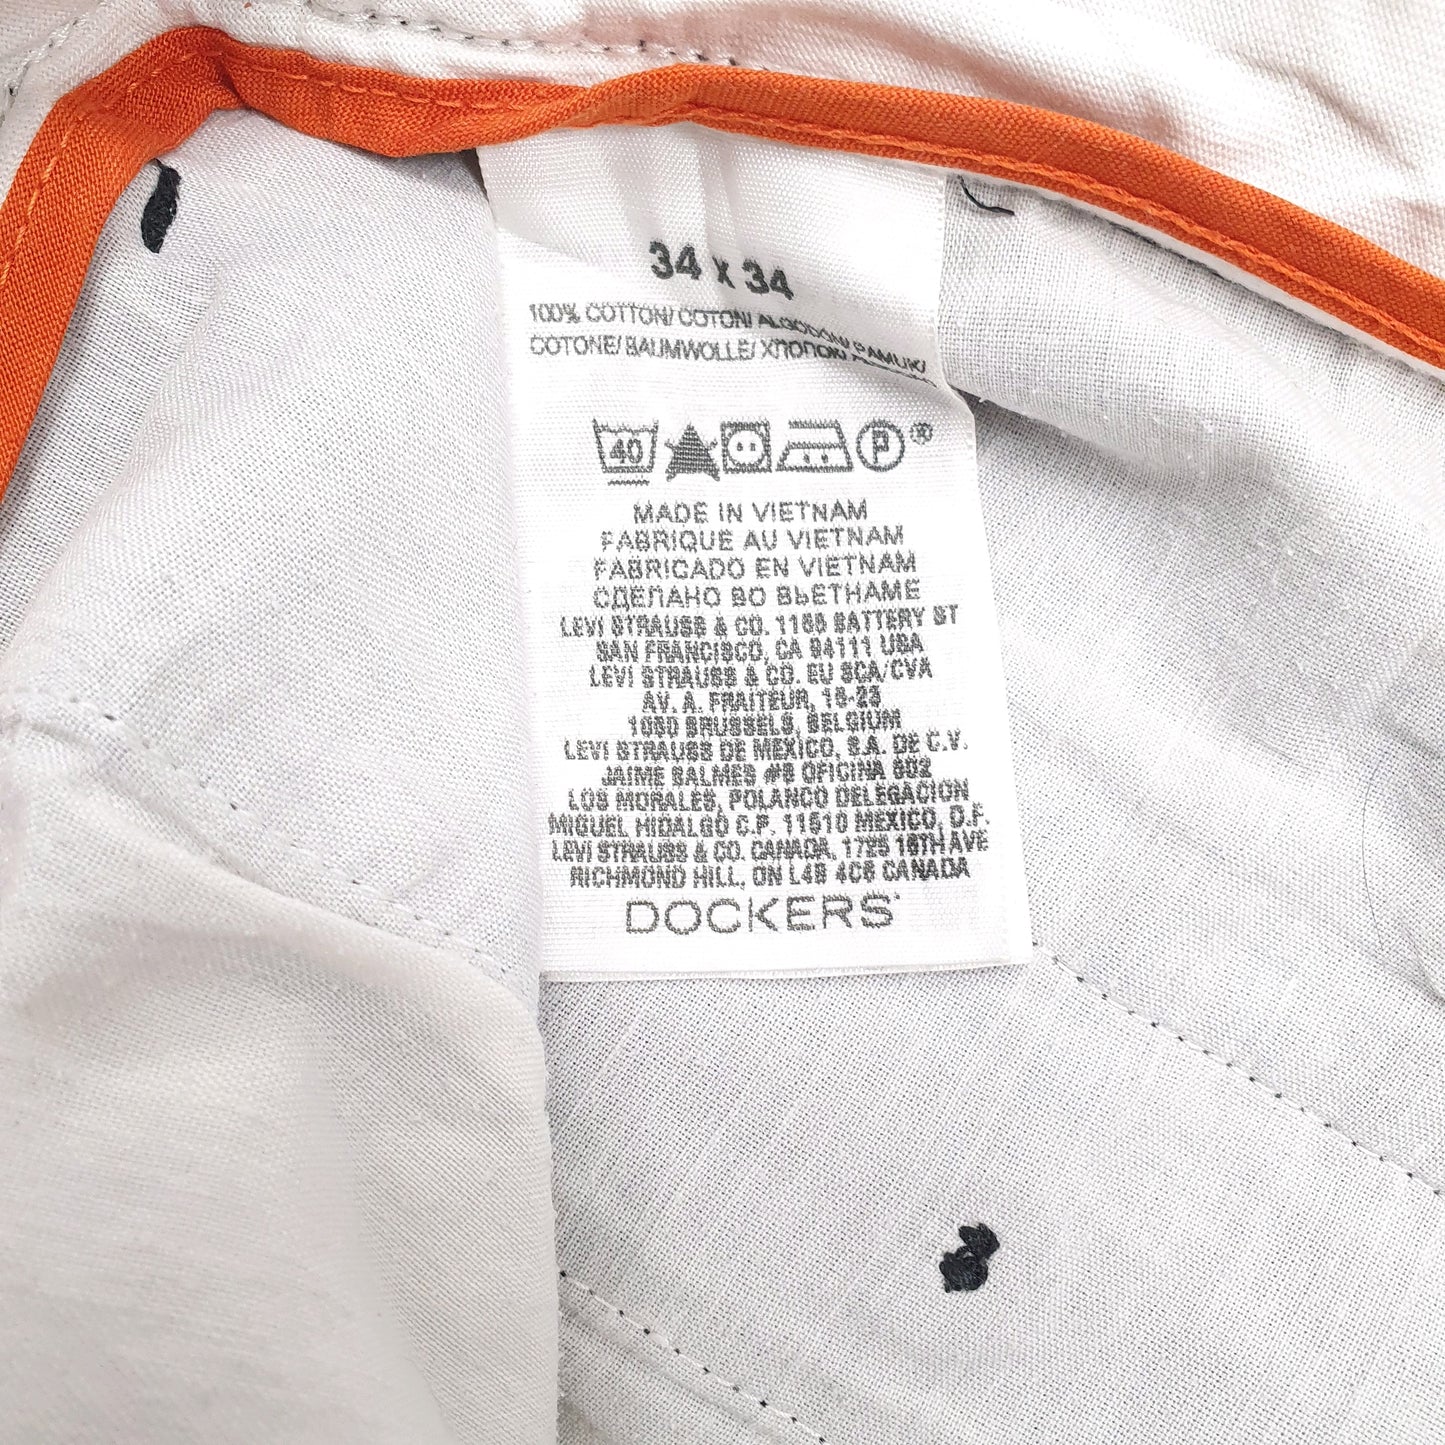 34 x 34
100% COTTON/ COTON/ ALGODÓN/ PAMUK/
COTONE/ BAUMWOLLE/ ХЛОПОК
40 P ®
MADE IN VIETNAM
FABRIQUE AU VIETNAM
FABRICADO EN VIETNAM
СДЕЛАНО ВО ВЬЕТНАМЕ
LEVI STRAUSS & CO. 1155 BATTERY ST
SAN FRANCISCO, CA 94111 USA
LEVI STRAUSS & CO. EU SCA/CVA
AV. A. FRAITEUR, 15-23
1050 BRUSSELS, BELGIUM
LEVI STRAUSS DE MEXICO, S.A. DE C.V.
JAIME BALMES #8 OFICINA 602
LOS MORALES, POLANCO DELEGACION
MIGUEL HIDALGO C.P. 11510 MEXICO, D.F.
LEVI STRAUSS & CO. CANADA, 1725 16TH AVE
RICHMOND HILL, ON L4B 4C6 CANADA
DOCKERS